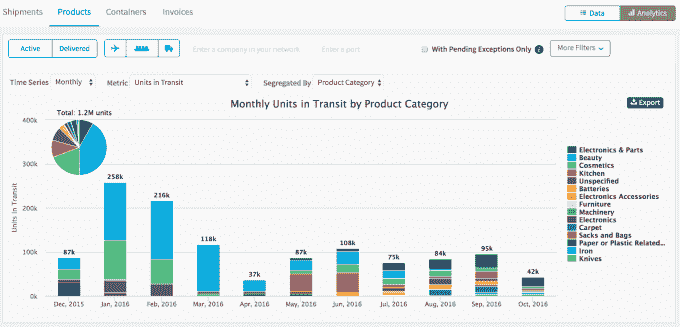 Shipments Products Containers Invoices
Data Analytics
Active Delivered Enter a company in your network Enter a port With Pending Exceptions Only More Filters
Time Series Monthly Metric Units in Transit Segregated By Product Category
Monthly Units in Transit by Product Category
Export
Total: 1.2M units
400k
300k
200k
100k
0k
Units in Transit
87k
258k
216k
118k
37k
87k
108k
75k
84k
95k
42k
Dec, 2015
Jan, 2016
Feb, 2016
Mar, 2016
Apr, 2016
May, 2016
Jun, 2016
Jul, 2016
Aug, 2016
Sep, 2016
Oct, 2016
Electronics & Parts
Beauty
Cosmetics
Kitchen
Unspecified
Batteries
Electronics Accessories
Furniture
Machinery
Electronics
Carpet
Sacks and Bags
Paper or Plastic Related...
Iron
Knives